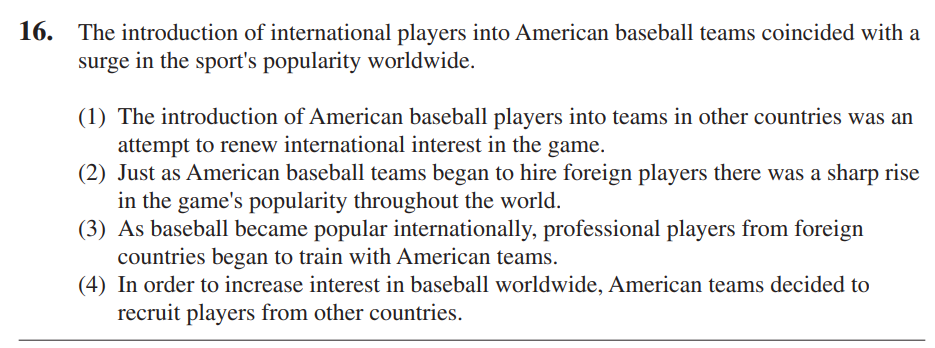 16. The introduction of international players into American baseball teams coincided with a
surge in the sport's popularity worldwide.
(1) The introduction of American baseball players into teams in other countries was an
attempt to renew international interest in the game.
(2) Just as American baseball teams began to hire foreign players there was a sharp rise
in the game's popularity throughout the world.
(3) As baseball became popular internationally, professional players from foreign
countries began to train with American teams.
(4) In order to increase interest in baseball worldwide, American teams decided to
recruit players from other countries.